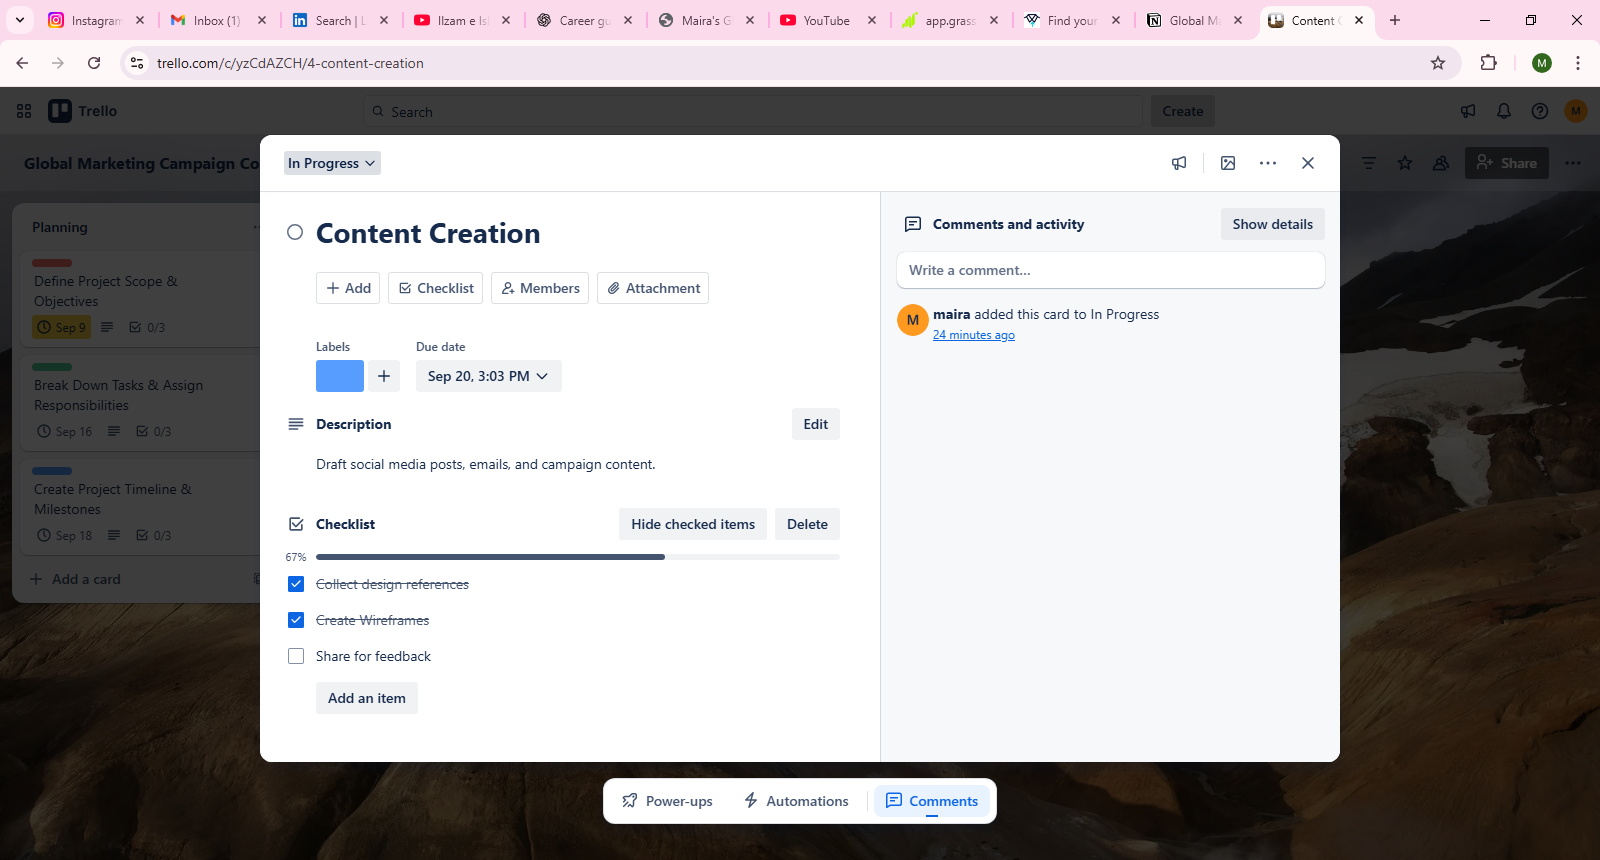 Instagram
Inbox (1)
Search | L
Ilzam e Is
Career gu
Maira's G
YouTube
app.grass
Find your
Global Ma
Content C
trello.com/c/yzCdAZCH/4-content-creation
M
Trello
Search
Create
M
Global Marketing Campaign Co
Share
In Progress
Planning
Define Project Scope &
Objectives
Sep 9
0/3
Break Down Tasks & Assign
Responsibilities
Sep 16
0/3
Create Project Timeline &
Milestones
Sep 18
0/3
Add a card
Content Creation
Add
Checklist
Members
Attachment
Labels
Due date
Sep 20, 3:03 PM
Description
Edit
Draft social media posts, emails, and campaign content.
Checklist
Hide checked items
Delete
67%
Collect design references
Create Wireframes
Share for feedback
Add an item
Comments and activity
Show details
Write a comment...
M
maira added this card to In Progress
24 minutes ago
Power-ups
Automations
Comments